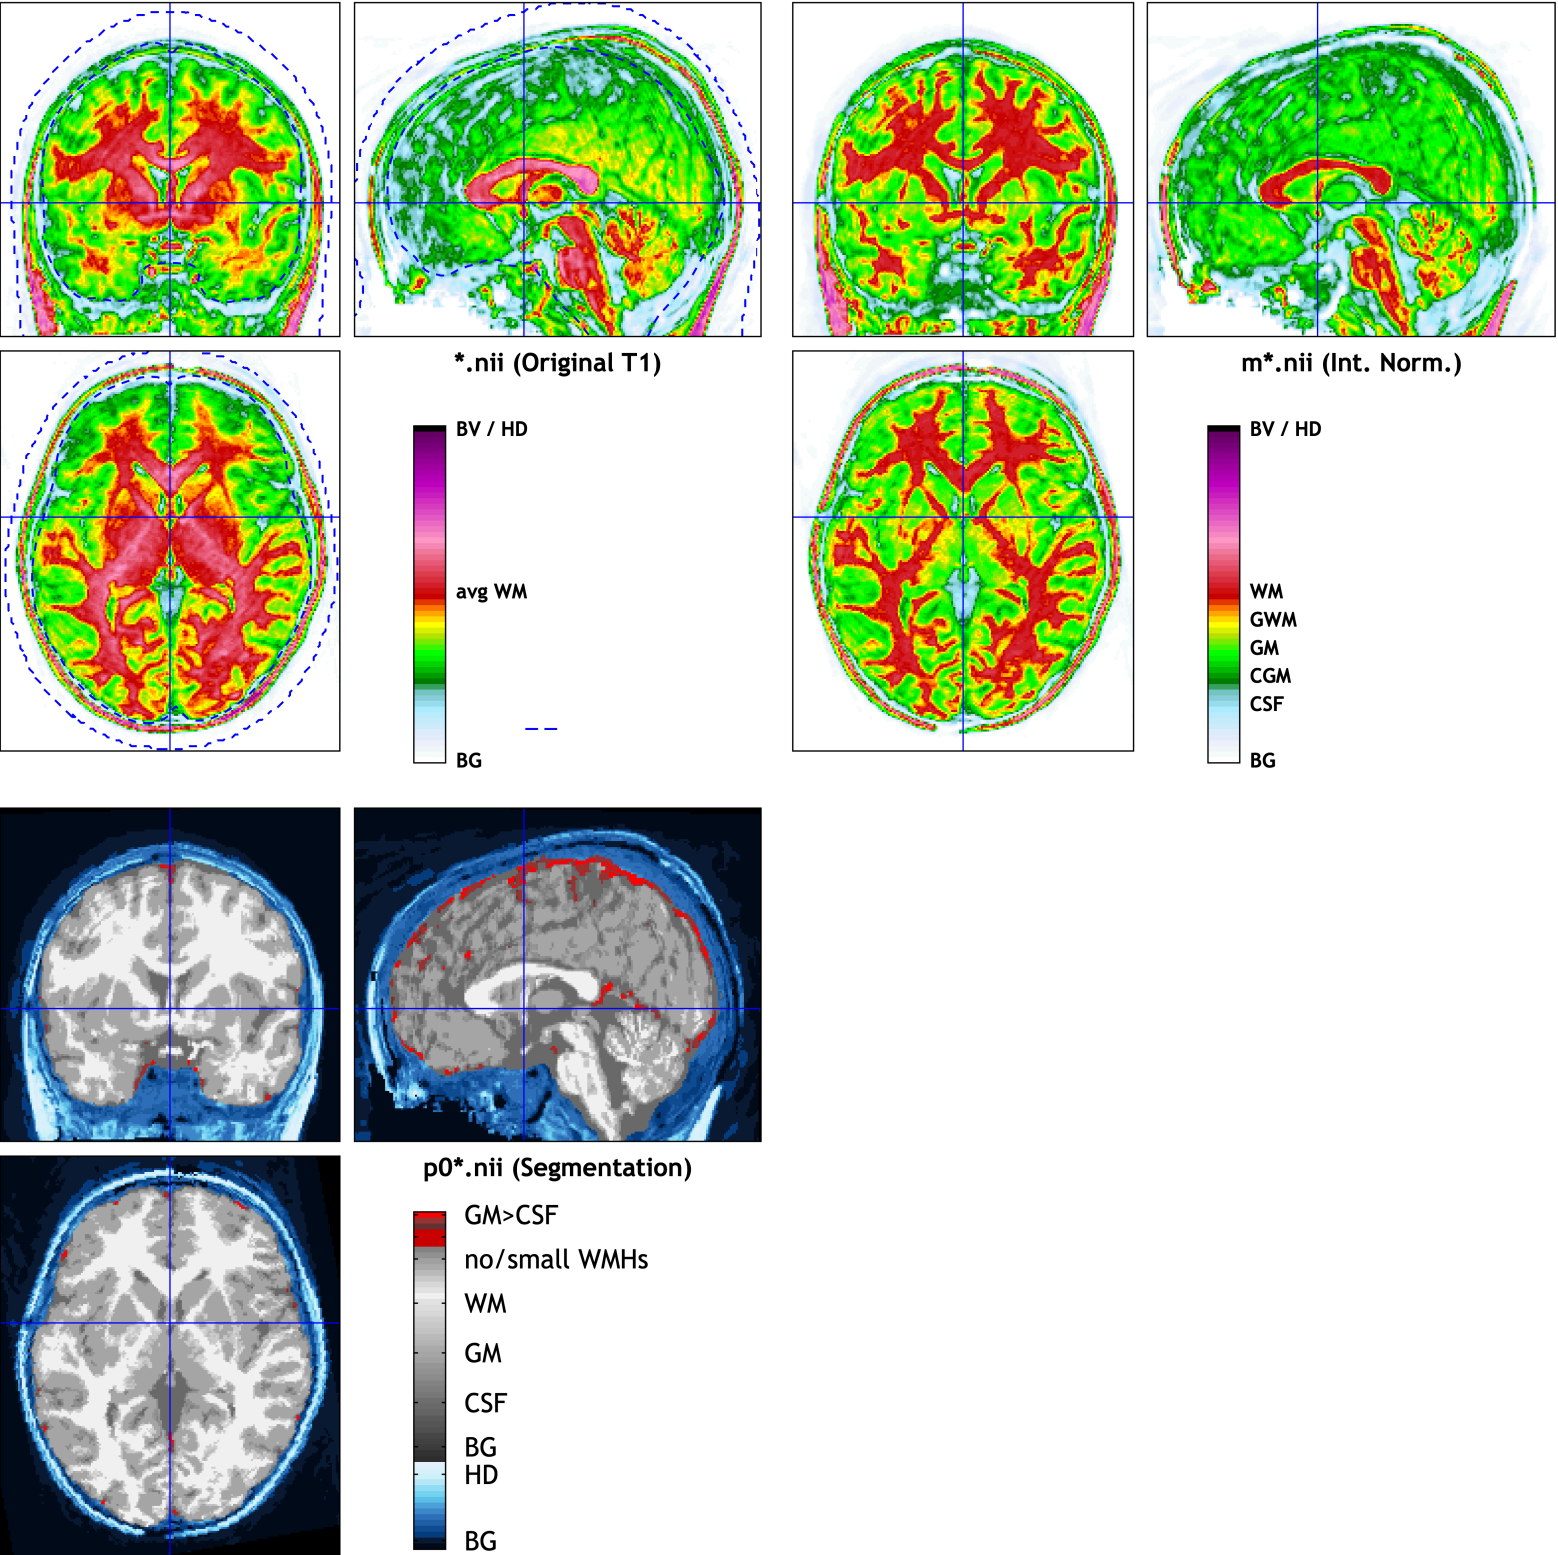 *.nii (Original T1)
BV / HD
avg WM
BG
m*.nii (Int. Norm.)
BV / HD
WM
GWM
GM
CGM
CSF
BG
p0*.nii (Segmentation)
GM>CSF
no/small WMHs
WM
GM
CSF
BG
HD
BG